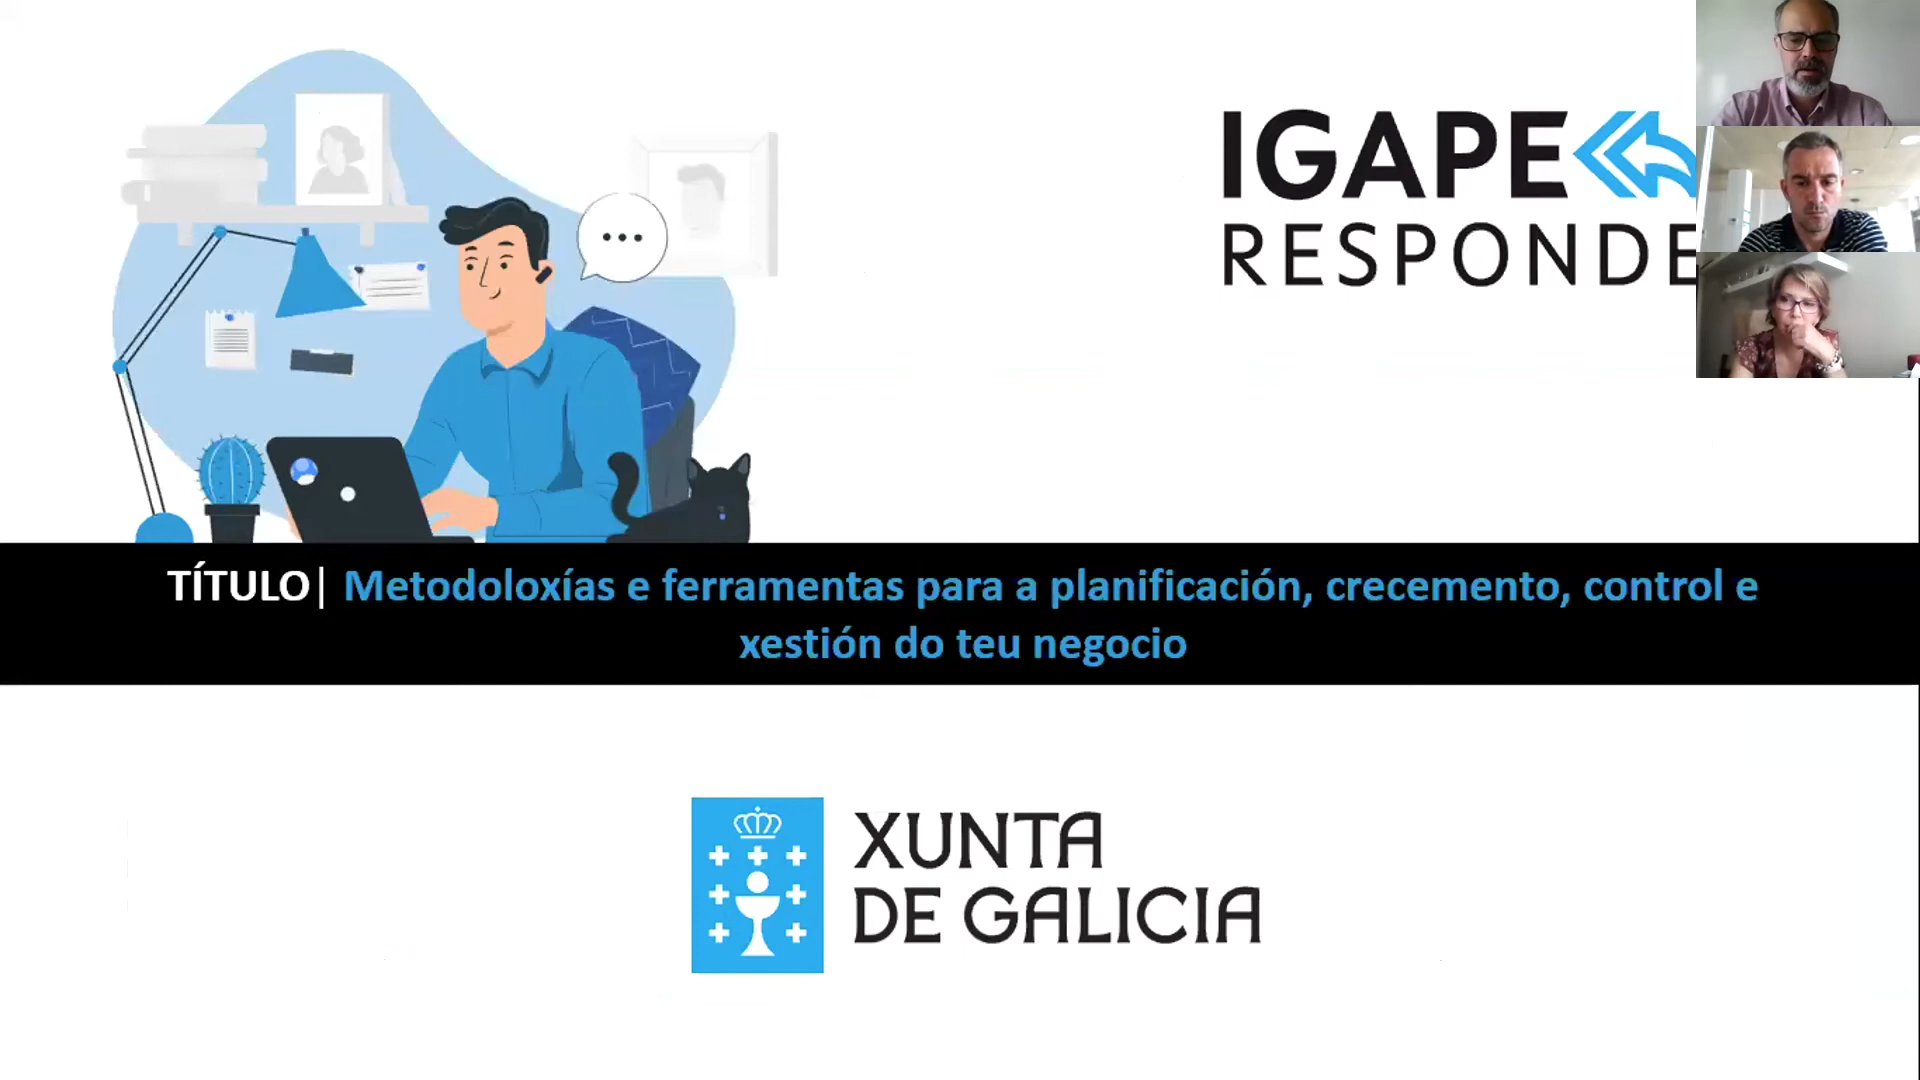 IGAPE
RESPONDE
TÍTULO| Metodoloxías e ferramentas para a planificación, crecemento, control e
xestión do teu negocio
XUNTA
DE GALICIA